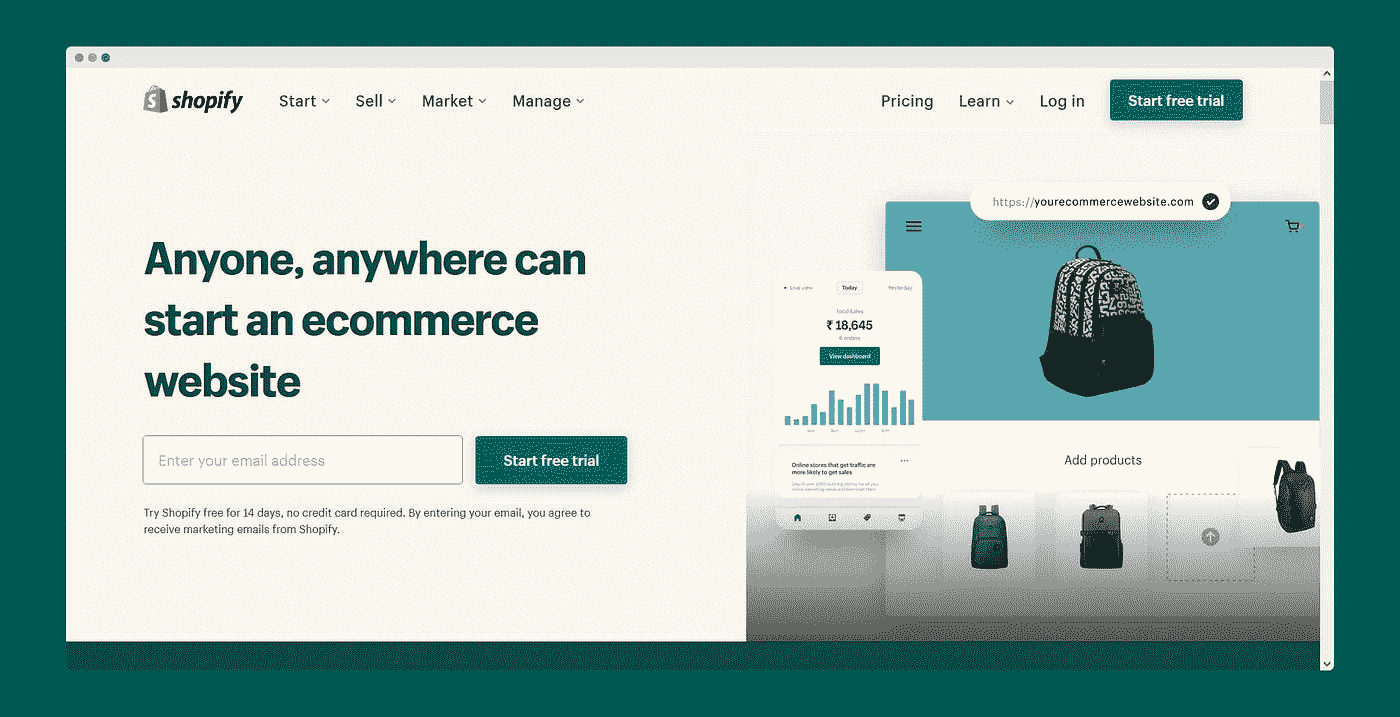 shopify
Start
Sell
Market
Manage
Pricing
Learn
Log in
Start free trial
Anyone, anywhere can
start an ecommerce
website
Enter your email address
Start free trial
Try Shopify free for 14 days, no credit card required. By entering your email, you agree to
receive marketing emails from Shopify.
https://yourecommercewebsite.com
Live view
Today
Yesterday
Total Sales
₹ 18,645
orders
View dashboard
Online stores that get traffic are
more likely to get sales
Add products